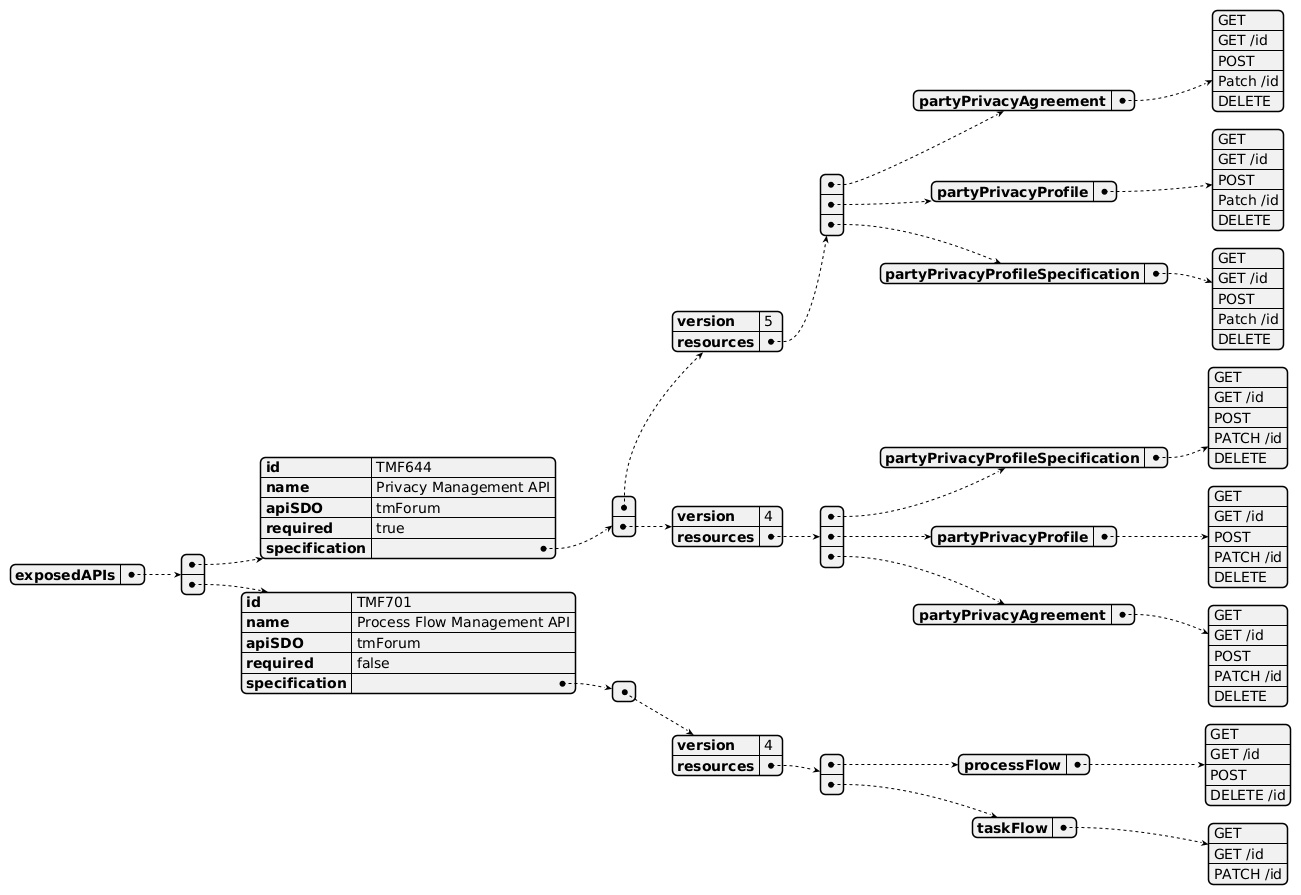 exposedAPIs
id TMF644
name Privacy Management API
apiSDO tmForum
required true
specification
version 5
resources
partyPrivacyAgreement
GET
GET /id
POST
Patch /id
DELETE
partyPrivacyProfile
GET
GET /id
POST
Patch /id
DELETE
partyPrivacyProfileSpecification
GET
GET /id
POST
Patch /id
DELETE
version 4
resources
partyPrivacyProfileSpecification
GET
GET /id
POST
PATCH /id
DELETE
partyPrivacyProfile
GET
GET /id
POST
PATCH /id
DELETE
partyPrivacyAgreement
GET
GET /id
POST
PATCH /id
DELETE
id TMF701
name Process Flow Management API
apiSDO tmForum
required false
specification
version 4
resources
processFlow
GET
GET /id
POST
DELETE /id
taskFlow
GET
GET /id
PATCH /id